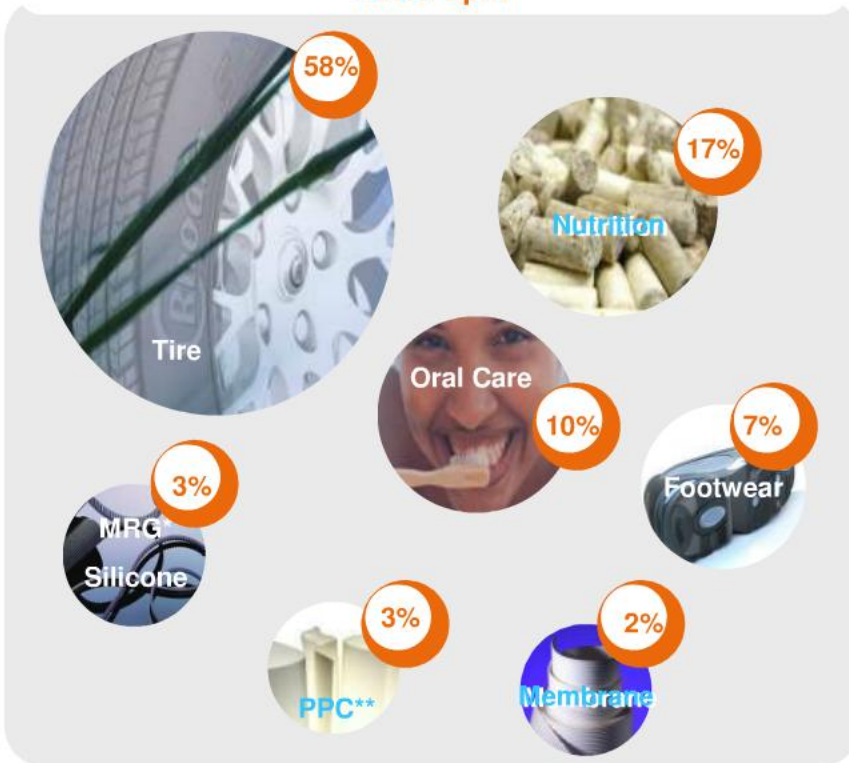 58%
17%
Nutrition
Tire
Oral Care
10%
7%
Footwear
3%
MRG*
Silicone
3%
PPC**
2%
Membrane